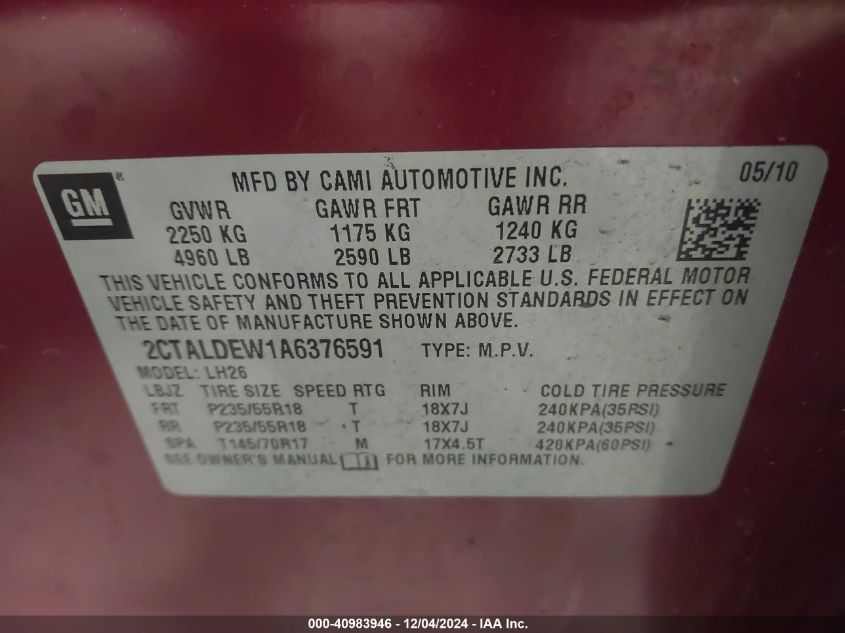 GM®
MFD BY CAMI AUTOMOTIVE INC. 05/10
GVWR GAWR FRT GAWR RR
2250 KG 1175 KG 1240 KG
4960 LB 2590 LB 2733 LB
THIS VEHICLE CONFORMS TO ALL APPLICABLE U.S. FEDERAL MOTOR
VEHICLE SAFETY AND THEFT PREVENTION STANDARDS IN EFFECT ON
THE DATE OF MANUFACTURE SHOWN ABOVE.
2CTALDEW1A6376591 TYPE: M.P.V.
MODEL: LH26
LBJZ TIRE SIZE SPEED RTG RIM COLD TIRE PRESSURE
FRT P235/55R18 T 18X7J 240KPA(35PSI)
RR P235/55R18 T 18X7J 240KPA(35PSI)
SPA T145/70R17 M 17X4.5T 420KPA(60PSI)
SEE OWNER'S MANUAL FOR MORE INFORMATION.
000-40983946 - 12/04/2024 - IAA Inc.